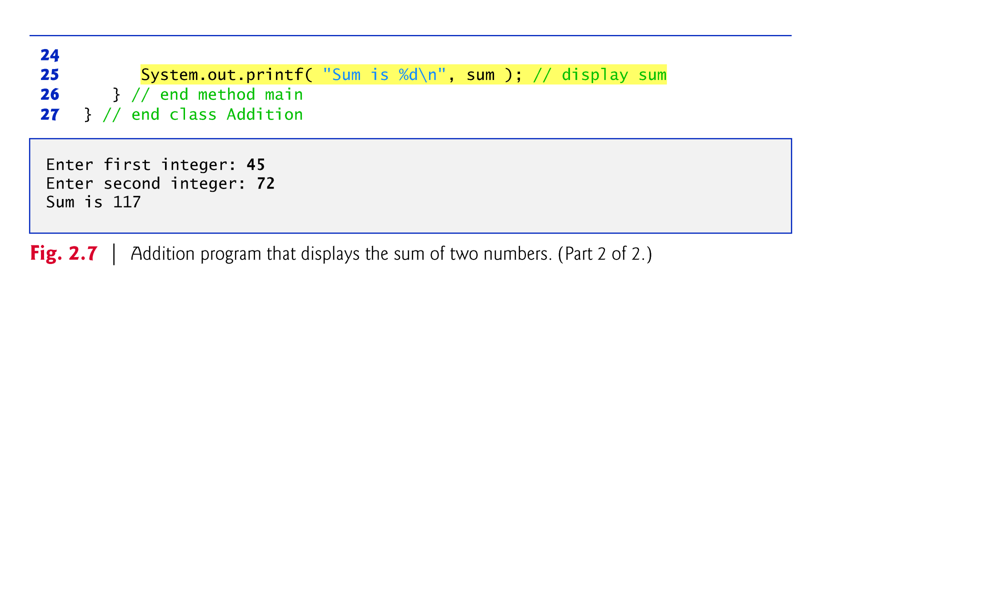 24
25 System.out.printf( "Sum is %d\n", sum ); // display sum
26 } // end method main
27 } // end class Addition
Enter first integer: 45
Enter second integer: 72
Sum is 117
Fig. 2.7 | Addition program that displays the sum of two numbers. (Part 2 of 2.)